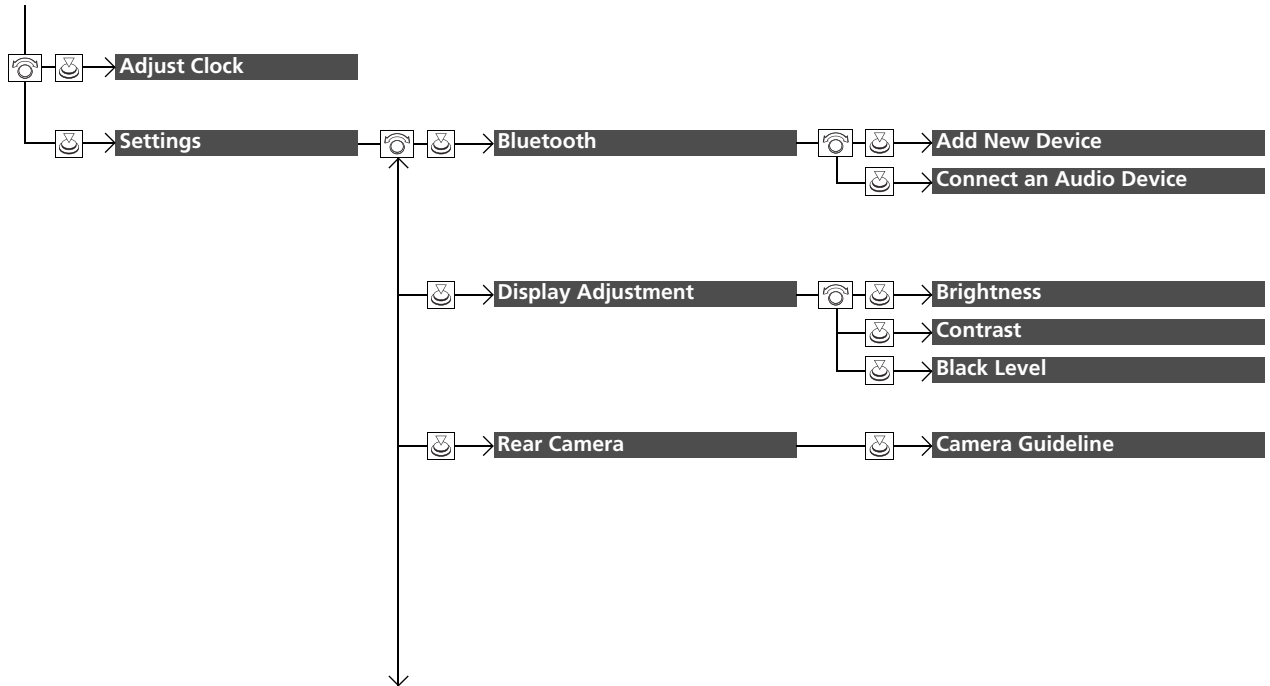 Adjust Clock
Settings
Bluetooth
Add New Device
Connect an Audio Device
Display Adjustment
Brightness
Contrast
Black Level
Rear Camera
Camera Guideline